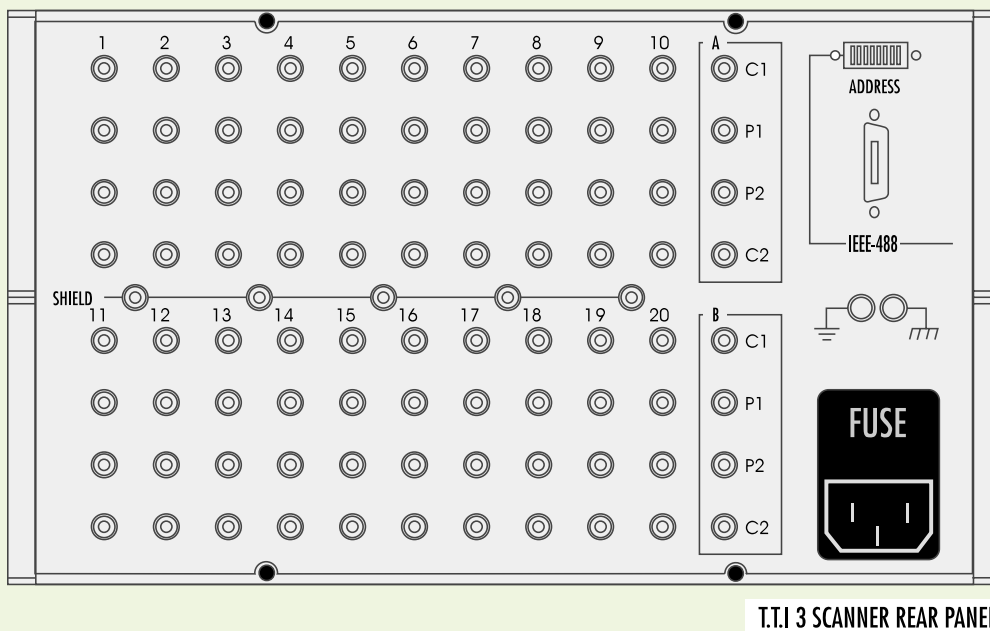 1 2 3 4 5 6 7 8 9 10 A
C1
ADDRESS
P1
P2
C2
IEEE-488
SHIELD
11 12 13 14 15 16 17 18 19 20 B
C1
P1
P2
C2
FUSE
T.T.I 3 SCANNER REAR PANEL